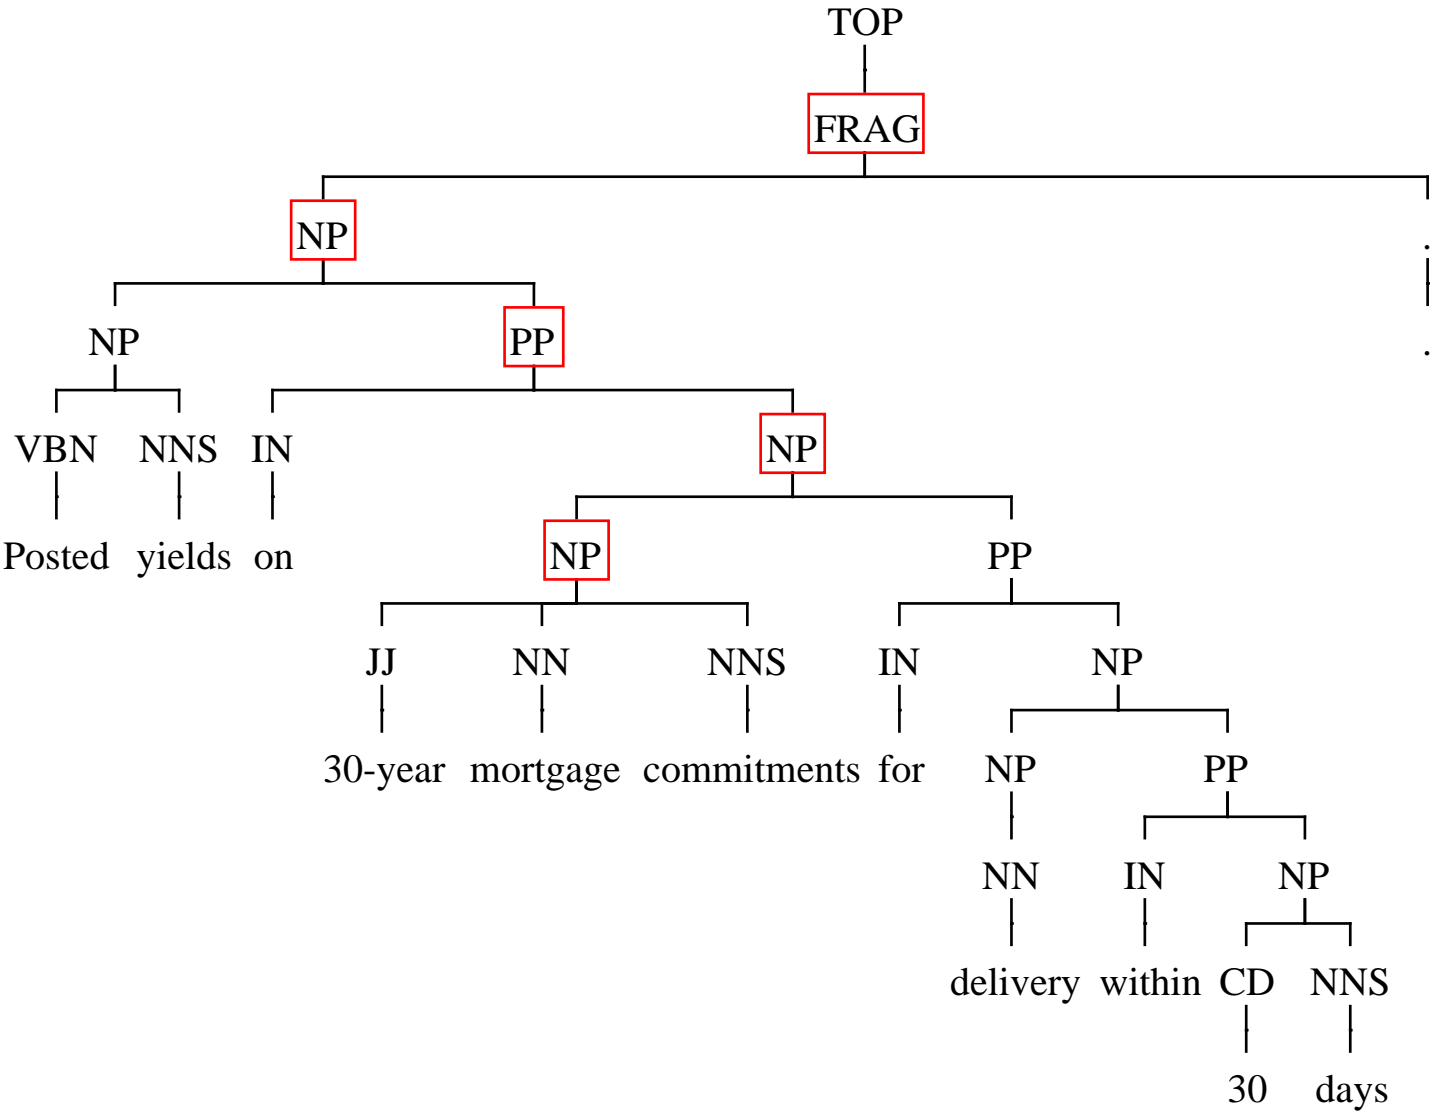 TOP
FRAG
NP .
NP PP .
VBN NNS IN NP
Posted yields on NP PP
JJ NN NNS IN NP
30-year mortgage commitments for NP PP
NN IN NP
delivery within CD NNS
30 days